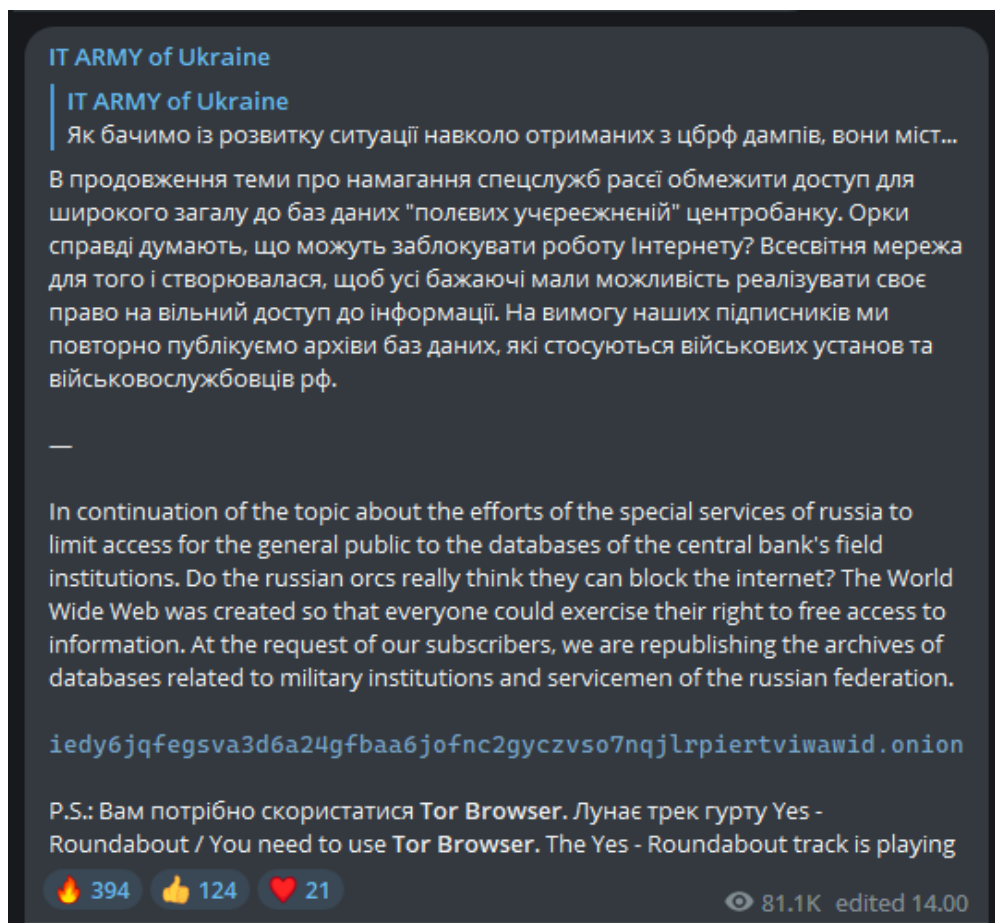 IT ARMY of Ukraine
IT ARMY of Ukraine
Як бачимо із розвитку ситуації навколо отриманих з цбрф дампів, вони міст...
В продовження теми про намагання спецслужб расєї обмежити доступ для
широкого загалу до баз даних "полєвих учєреєжнєній" центробанку. Орки
справді думають, що можуть заблокувати роботу Інтернету? Всесвітня мережа
для того і створювалася, щоб усі бажаючі мали можливість реалізувати своє
право на вільний доступ до інформації. На вимогу наших підписників ми
повторно публікуємо архіви баз даних, які стосуються військових установ та
військовослужбовців рф.
—
In continuation of the topic about the efforts of the special services of russia to
limit access for the general public to the databases of the central bank's field
institutions. Do the russian orcs really think they can block the internet? The World
Wide Web was created so that everyone could exercise their right to free access to
information. At the request of our subscribers, we are republishing the archives of
databases related to military institutions and servicemen of the russian federation.
iedy6jqfegsva3d6a24gfbaa6jofnc2gyczvso7nqjlrpiertviwawid.onion
P.S.: Вам потрібно скористатися Tor Browser. Лунає трек гурту Yes -
Roundabout / You need to use Tor Browser. The Yes - Roundabout track is playing
🔥 394 👍 124 ❤️ 21
81.1K edited 14.00